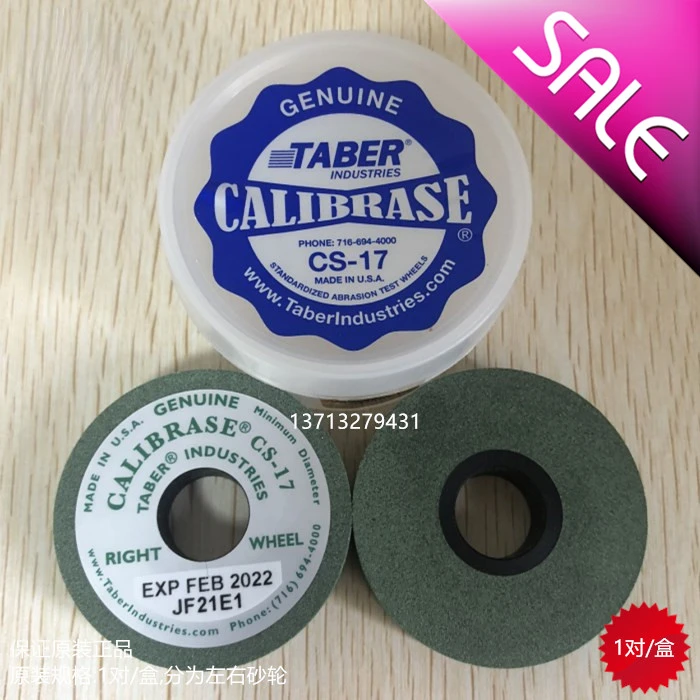 SALE
GENUINE
TABER®
INDUSTRIES
CALIBRASE®
PHONE: 716-694-4000
CS-17
MADE IN U.S.A.
STANDARDIZED ABRASION TEST WHEELS
www.TaberIndustries.com
13713279431
MADE IN U.S.A.
GENUINE
Minimum Diameter
CALIBRASE® CS-17
TABER® INDUSTRIES
RIGHT WHEEL
EXP FEB 2022
JF21E1
www.TaberIndustries.com Phone: (716) 694-4000
保证原装正品
原装规格:1对/盒,分为左右砂轮
1对/盒